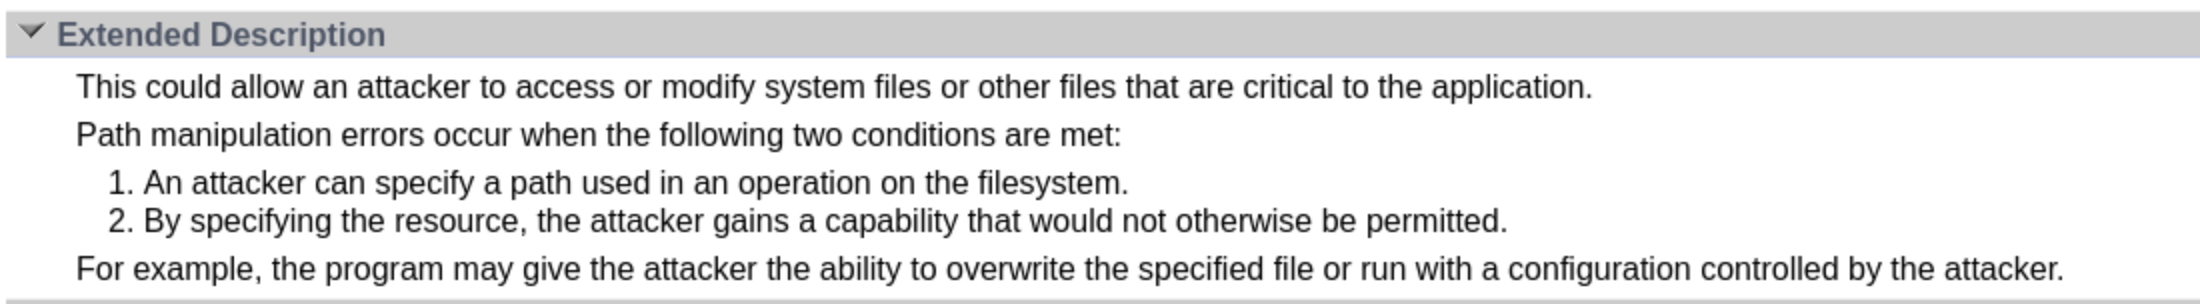 Extended Description
This could allow an attacker to access or modify system files or other files that are critical to the application.
Path manipulation errors occur when the following two conditions are met:
1. An attacker can specify a path used in an operation on the filesystem.
2. By specifying the resource, the attacker gains a capability that would not otherwise be permitted.
For example, the program may give the attacker the ability to overwrite the specified file or run with a configuration controlled by the attacker.